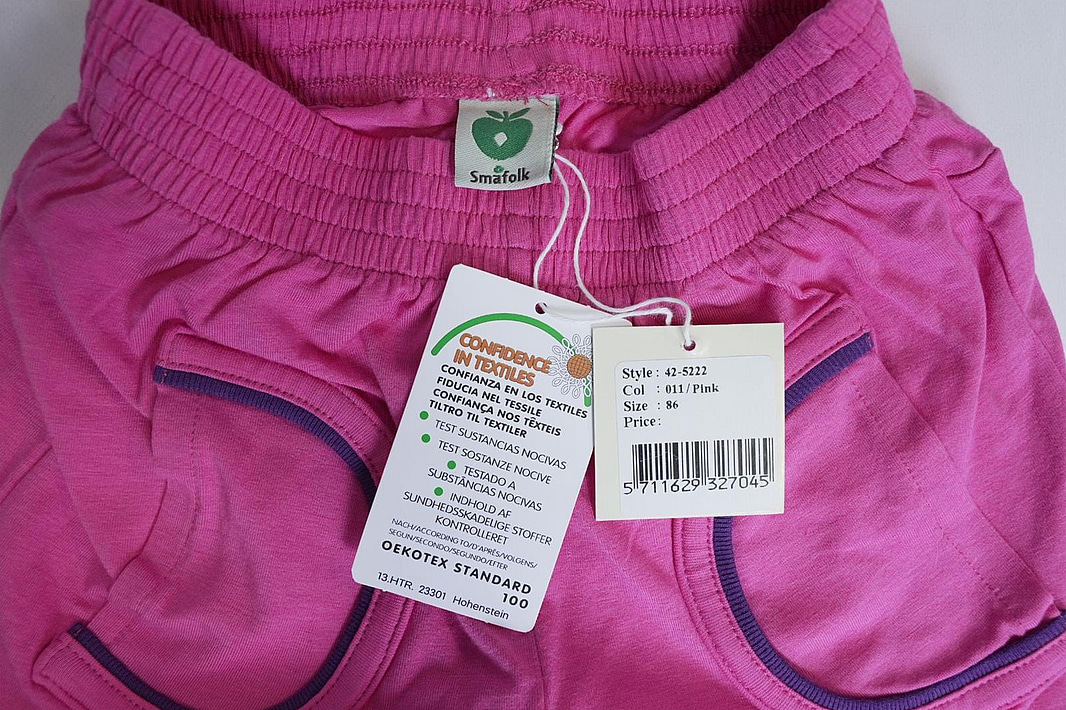 Småfolk
CONFIDENCE
IN TEXTILES
CONFIANZA EN LOS TEXTILES
FIDUCIA NEL TESSILE
CONFIANÇA NOS TÊXTEIS
TILTRO TIL TEXTILER
TEST SUSTANCIAS NOCIVAS
TEST SOSTANZE NOCIVE
TESTADO A
SUBSTÂNCIAS NOCIVAS
INDHOLD AF
SUNDHEDSSKADELIGE STOFFER
KONTROLLERET
NACH/ACCORDING TO/D'APRÈS/VOLGENS/
SEGUN/SECONDO/SEGUNDO/EFTER
OEKOTEX STANDARD
100
13.HTR. 23301 Hohenstein
Style : 42-5222
Col : 011/Pink
Size : 86
Price:
5 711629 327045